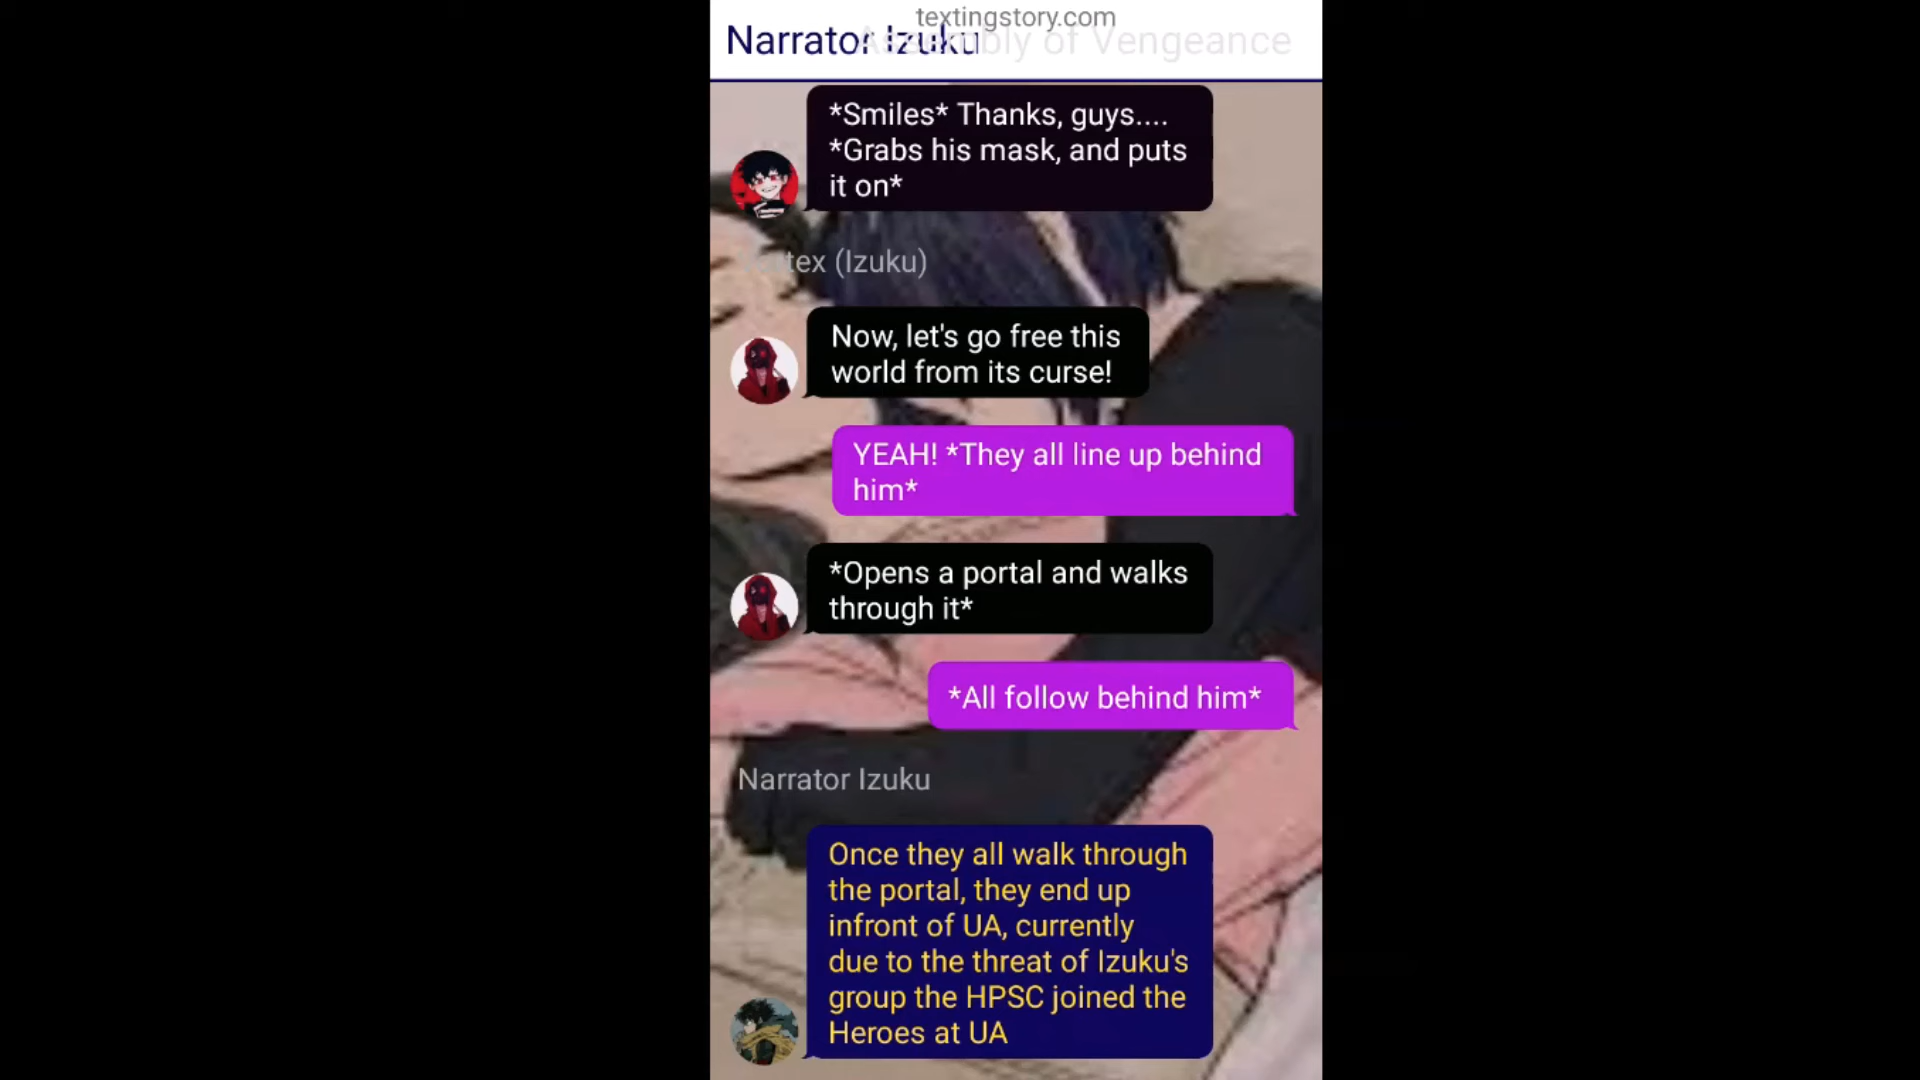 textingstory.com
Narrator Izuku
Assembly of Vengeance
*Smiles* Thanks, guys....
*Grabs his mask, and puts
it on*
(Izuku)
Now, let's go free this
world from its curse!
YEAH! *They all line up behind
him*
*Opens a portal and walks
through it*
*All follow behind him*
Narrator Izuku
Once they all walk through
the portal, they end up
infront of UA, currently
due to the threat of Izuku's
group the HPSC joined the
Heroes at UA